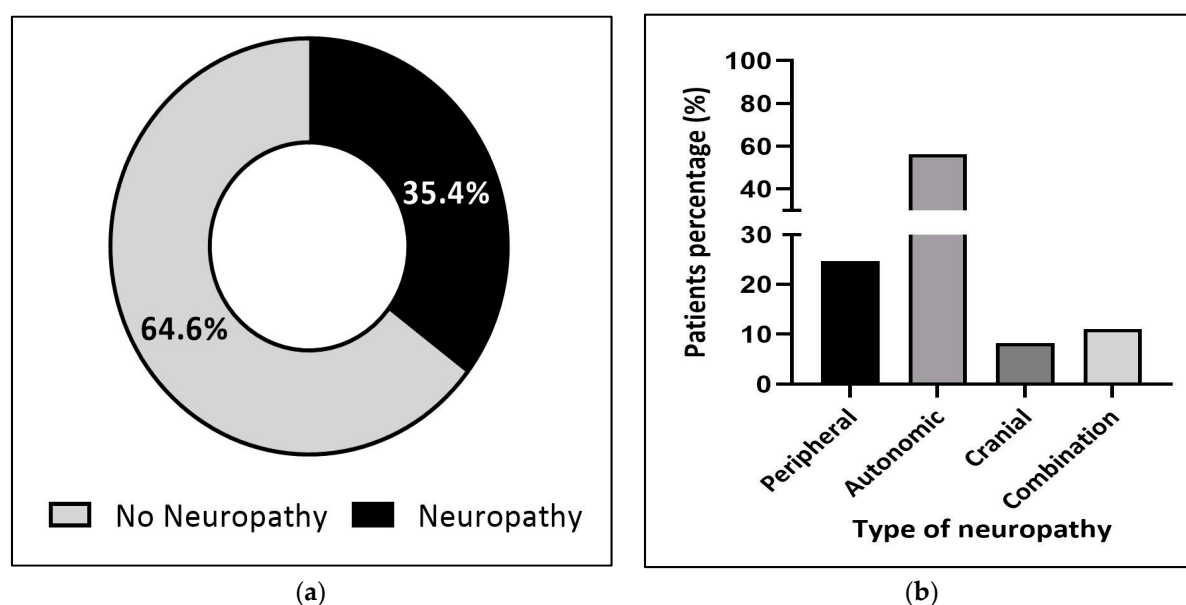 35.4%
64.6%
No Neuropathy Neuropathy
(a)
Patients percentage (%)
100
80
60
40
30
20
10
0
Peripheral
Autonomic
Cranial
Combination
Type of neuropathy
(b)